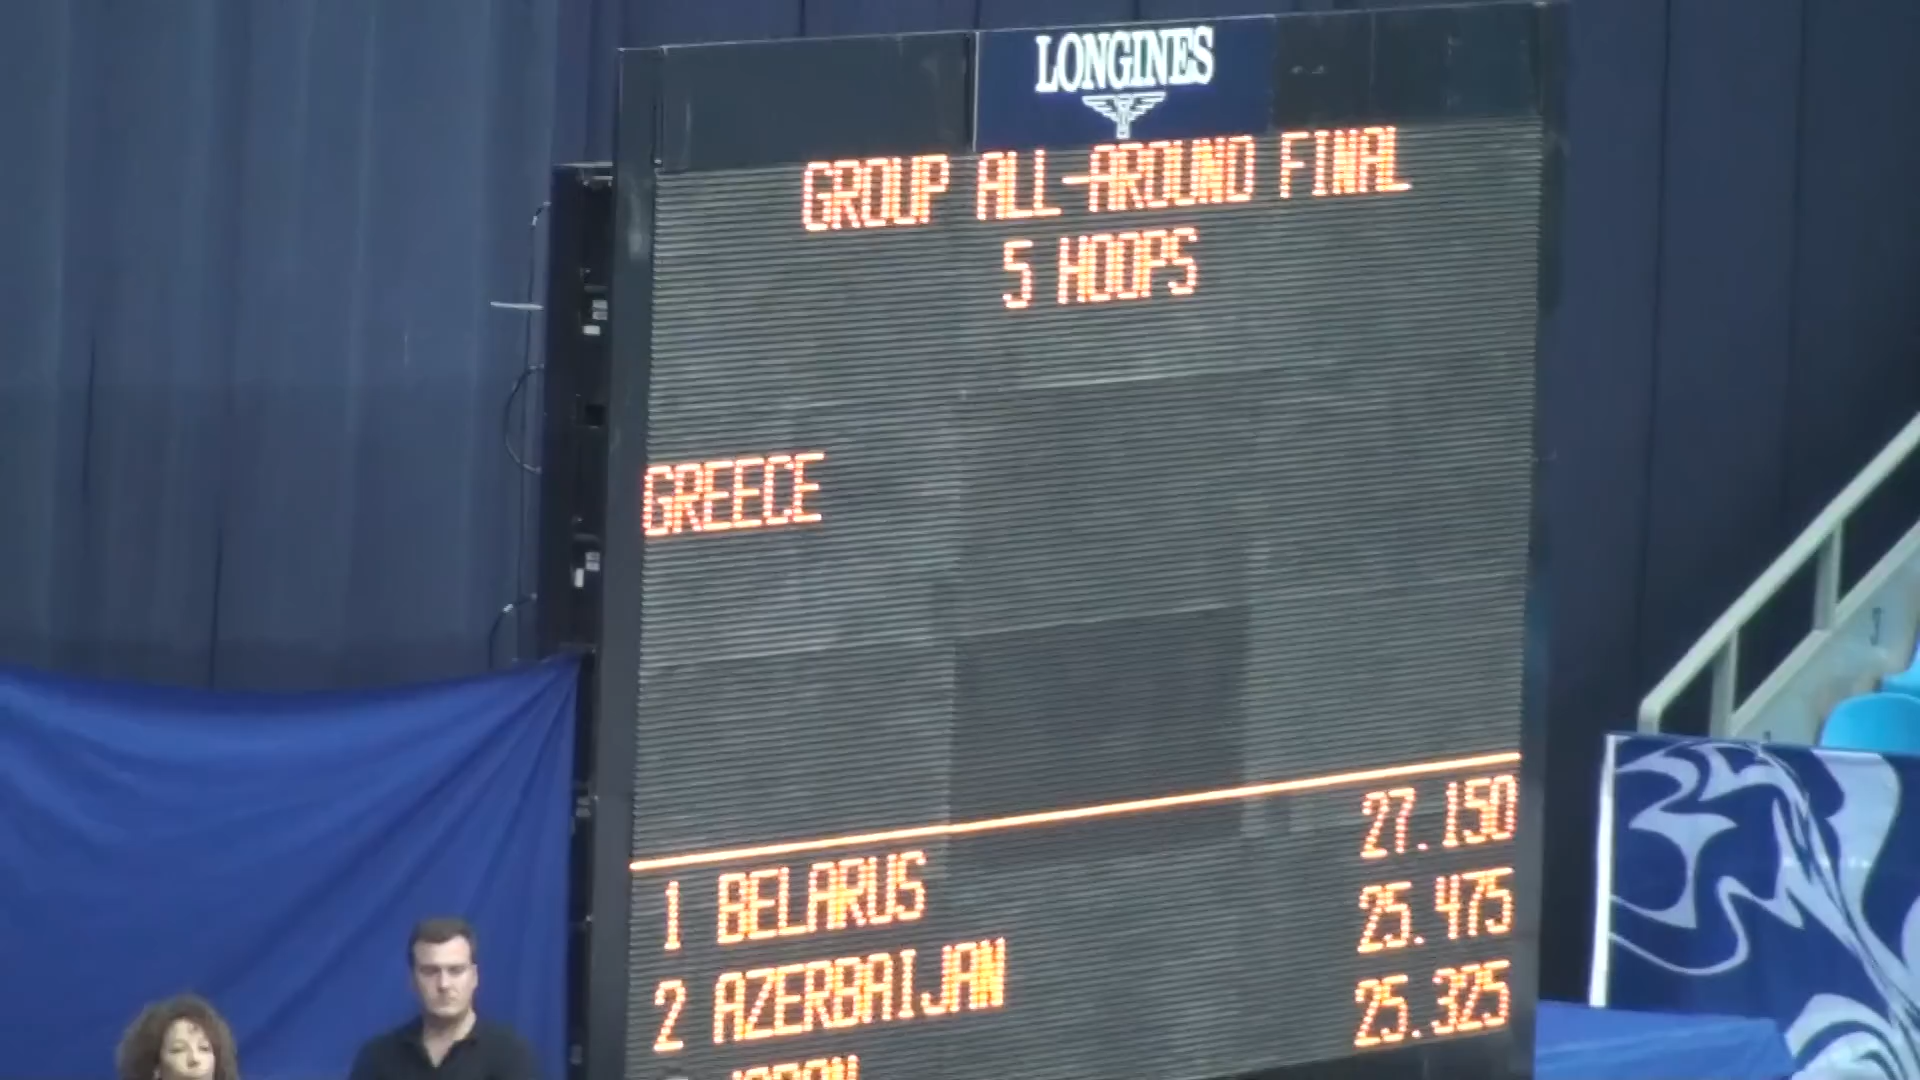 LONGINES
GROUP ALL-AROUND FINAL
5 HOOPS
GREECE
1 BELARUS 27.150
2 AZERBAIJAN 25.475
25.325